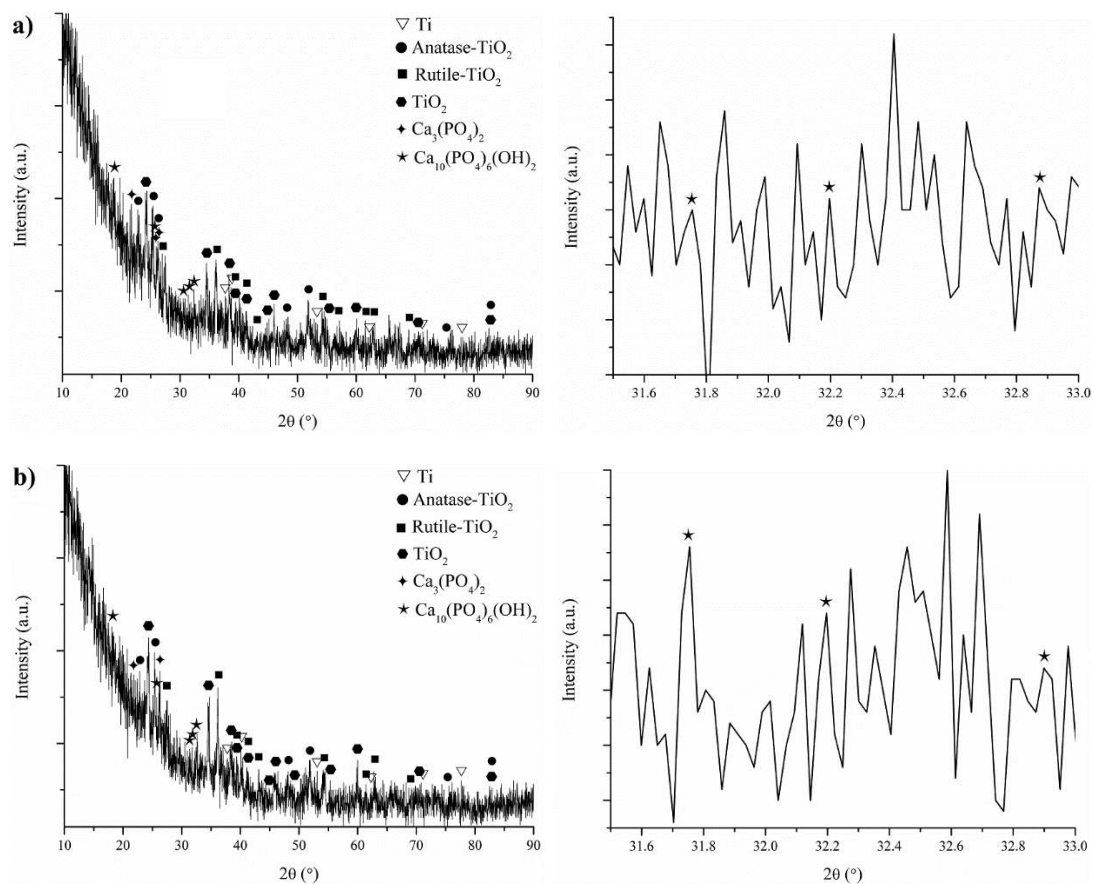 a)
Ti
Anatase-TiO₂
Rutile-TiO₂
TiO₂
Ca₃(PO₄)₂
Ca₁₀(PO₄)₆(OH)₂
Intensity (a.u.)
10 20 30 40 50 60 70 80 90
2θ (°)
Intensity (a.u.)
31.6 31.8 32.0 32.2 32.4 32.6 32.8 33.0
2θ (°)
b)
Ti
Anatase-TiO₂
Rutile-TiO₂
TiO₂
Ca₃(PO₄)₂
Ca₁₀(PO₄)₆(OH)₂
Intensity (a.u.)
10 20 30 40 50 60 70 80 90
2θ (°)
Intensity (a.u.)
31.6 31.8 32.0 32.2 32.4 32.6 32.8 33.0
2θ (°)